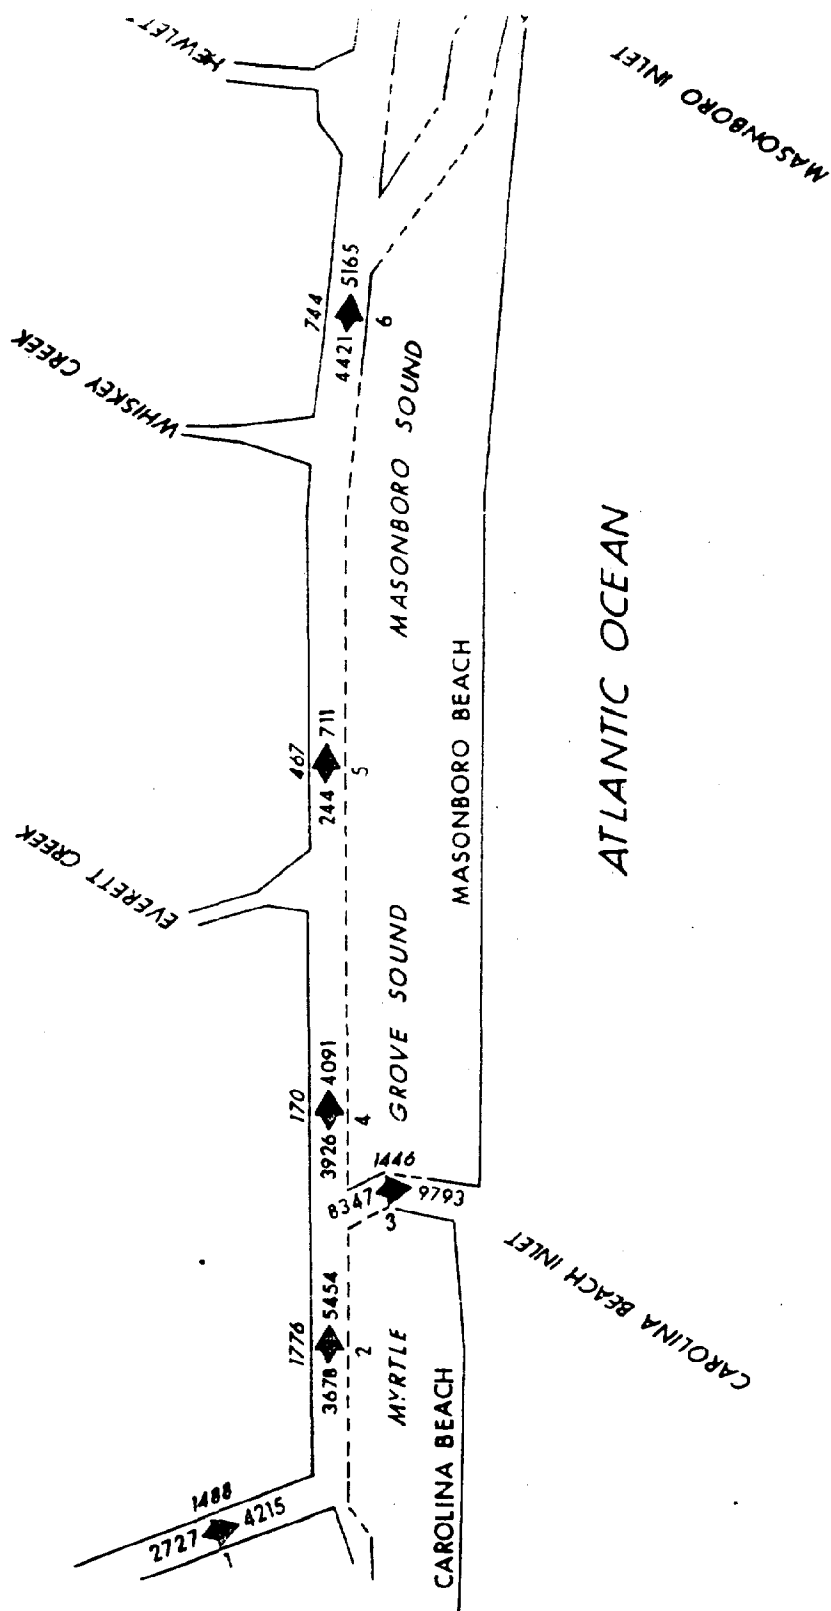 HEWLETT
MASONBORO INLET
WHISKEY CREEK
744
4421 5165
6
MASONBORO SOUND
467
244 711
5
EVERETT CREEK
MASONBORO BEACH
ATLANTIC OCEAN
170
3926 4091
4
GROVE SOUND
1446
8347 9793
3
CAROLINA BEACH INLET
1776
3678 5454
2
MYRTLE
CAROLINA BEACH
1488
2727 4215
1